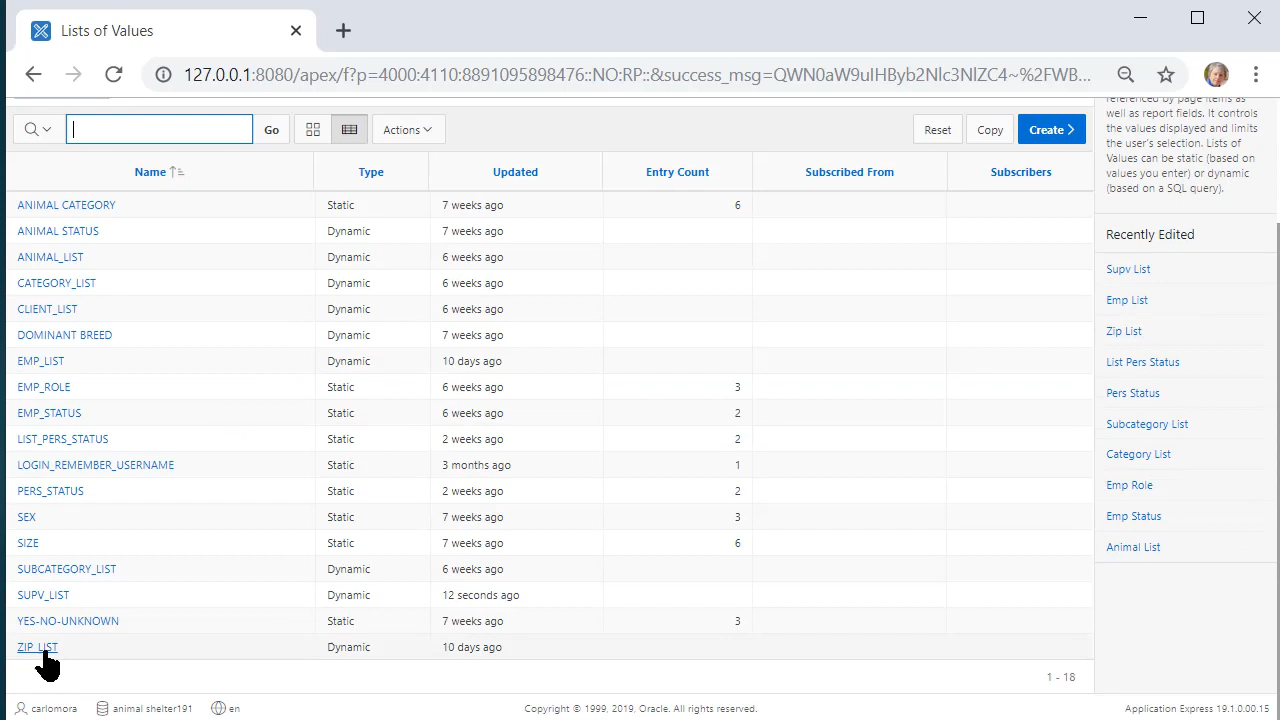 Lists of Values
127.0.0.1:8080/apex/f?p=4000:4110:8891095898476::NO:RP::&success_msg=QWN0aW9uIHByb2Nlc3NlZC4~%2FWB...
Go
Actions
Reset
Copy
Create
Name
Type
Updated
Entry Count
Subscribed From
Subscribers
ANIMAL CATEGORY Static 7 weeks ago 6
ANIMAL STATUS Dynamic 7 weeks ago
ANIMAL_LIST Dynamic 6 weeks ago
CATEGORY_LIST Dynamic 6 weeks ago
CLIENT_LIST Dynamic 6 weeks ago
DOMINANT BREED Dynamic 7 weeks ago
EMP_LIST Dynamic 10 days ago
EMP_ROLE Static 6 weeks ago 3
EMP_STATUS Static 6 weeks ago 2
LIST_PERS_STATUS Static 2 weeks ago 2
LOGIN_REMEMBER_USERNAME Static 3 months ago 1
PERS_STATUS Static 2 weeks ago 2
SEX Static 7 weeks ago 3
SIZE Static 7 weeks ago 6
SUBCATEGORY_LIST Dynamic 6 weeks ago
SUPV_LIST Dynamic 12 seconds ago
YES-NO-UNKNOWN Static 7 weeks ago 3
ZIP_LIST Dynamic 10 days ago
1 - 18
referenced by page items as
well as report fields. It controls
the values displayed and limits
the user's selection. Lists of
Values can be static (based on
values you enter) or dynamic
(based on a SQL query).
Recently Edited
Supv List
Emp List
Zip List
List Pers Status
Pers Status
Subcategory List
Category List
Emp Role
Emp Status
Animal List
carlomora
animal shelter191
en
Copyright © 1999, 2019, Oracle. All rights reserved.
Application Express 19.1.0.00.15